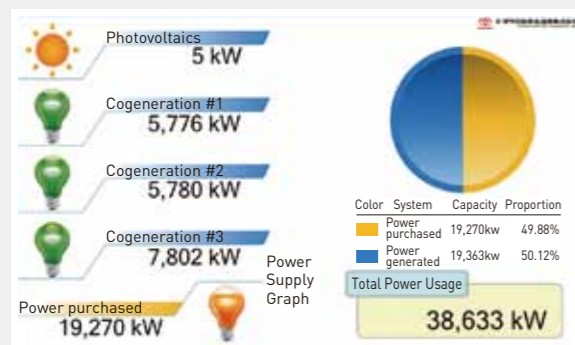 Photovoltaics
5 kW
Cogeneration #1
5,776 kW
Cogeneration #2
5,780 kW
Cogeneration #3
7,802 kW
Power purchased
19,270 kW
Power
Supply
Graph
Color System Capacity Proportion
Power
purchased 19,270kw 49.88%
Power
generated 19,363kw 50.12%
Total Power Usage
38,633 kW